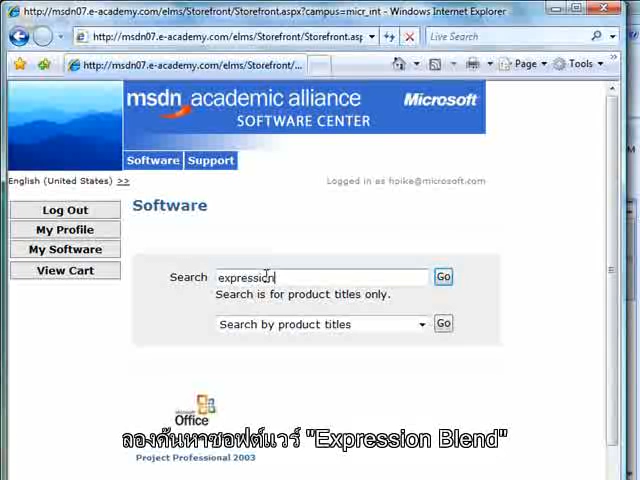 http://msdn07.e-academy.com/elms/Storefront/Storefront.aspx?campus=micr_int - Windows Internet Explorer
http://msdn07.e-academy.com/elms/Storefront/Storefront.asp
Live Search
http://msdn07.e-academy.com/elms/Storefront/...
Page
Tools
msdn academic alliance
Microsoft
SOFTWARE CENTER
Software Support
English (United States) >>
Logged in as hpike@microsoft.com
Log Out
My Profile
My Software
View Cart
Software
Search expression Go
Search is for product titles only.
Search by product titles Go
Office
ลองค้นหาซอฟต์แวร์ "Expression Blend"
Project Professional 2003